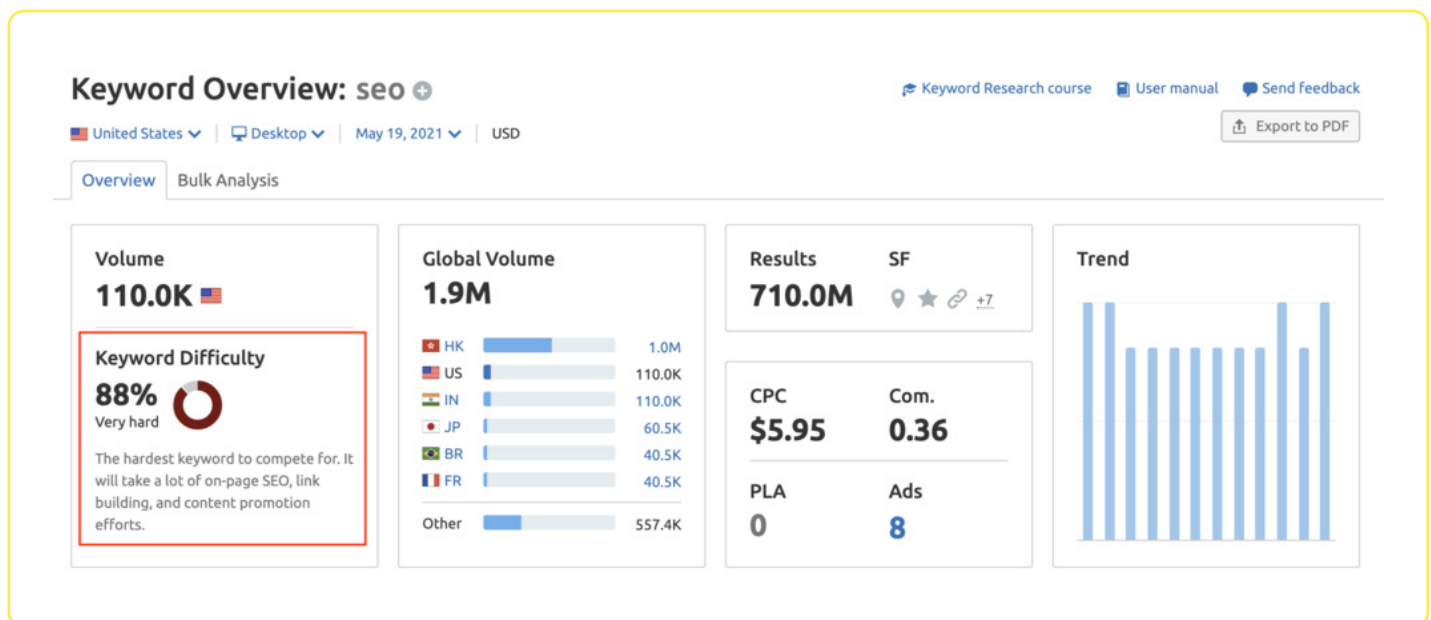 Keyword Overview: seo
Keyword Research course
User manual
Send feedback
United States
Desktop
May 19, 2021
USD
Export to PDF
Overview
Bulk Analysis
Volume
110.0K
Keyword Difficulty
88%
Very hard
The hardest keyword to compete for. It
will take a lot of on-page SEO, link
building, and content promotion
efforts.
Global Volume
1.9M
HK 1.0M
US 110.0K
IN 110.0K
JP 60.5K
BR 40.5K
FR 40.5K
Other 557.4K
Results
710.0M
SF
+7
CPC
$5.95
Com.
0.36
PLA
0
Ads
8
Trend